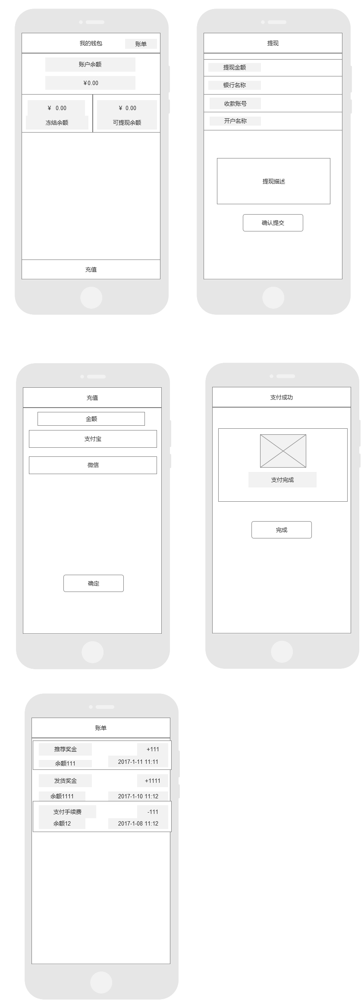 我的钱包
账单
账户余额
¥0.00
¥ 0.00
¥ 0.00
冻结余额
可提现余额
充值
提现
提现金额
银行名称
收款账号
开户名称
提现描述
确认提交
充值
金额
支付宝
微信
确定
支付成功
支付完成
完成
账单
推荐奖金
+111
余额111
2017-1-11 11:11
发货奖金
+1111
余额1111
2017-1-10 11:12
支付手续费
-111
余额12
2017-1-08 11:12